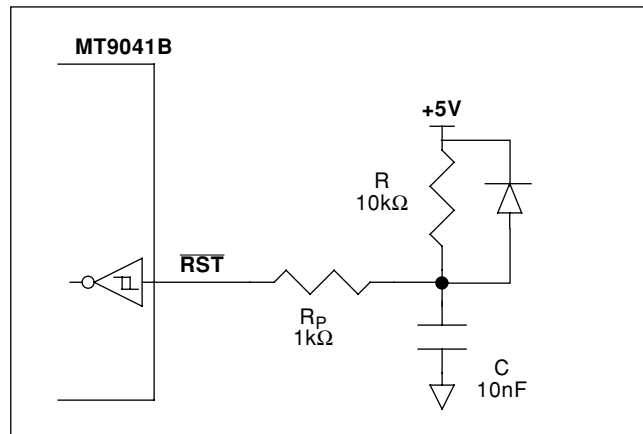 MT9041B
+5V
R
10kΩ
RST
RP
1kΩ
C
10nF